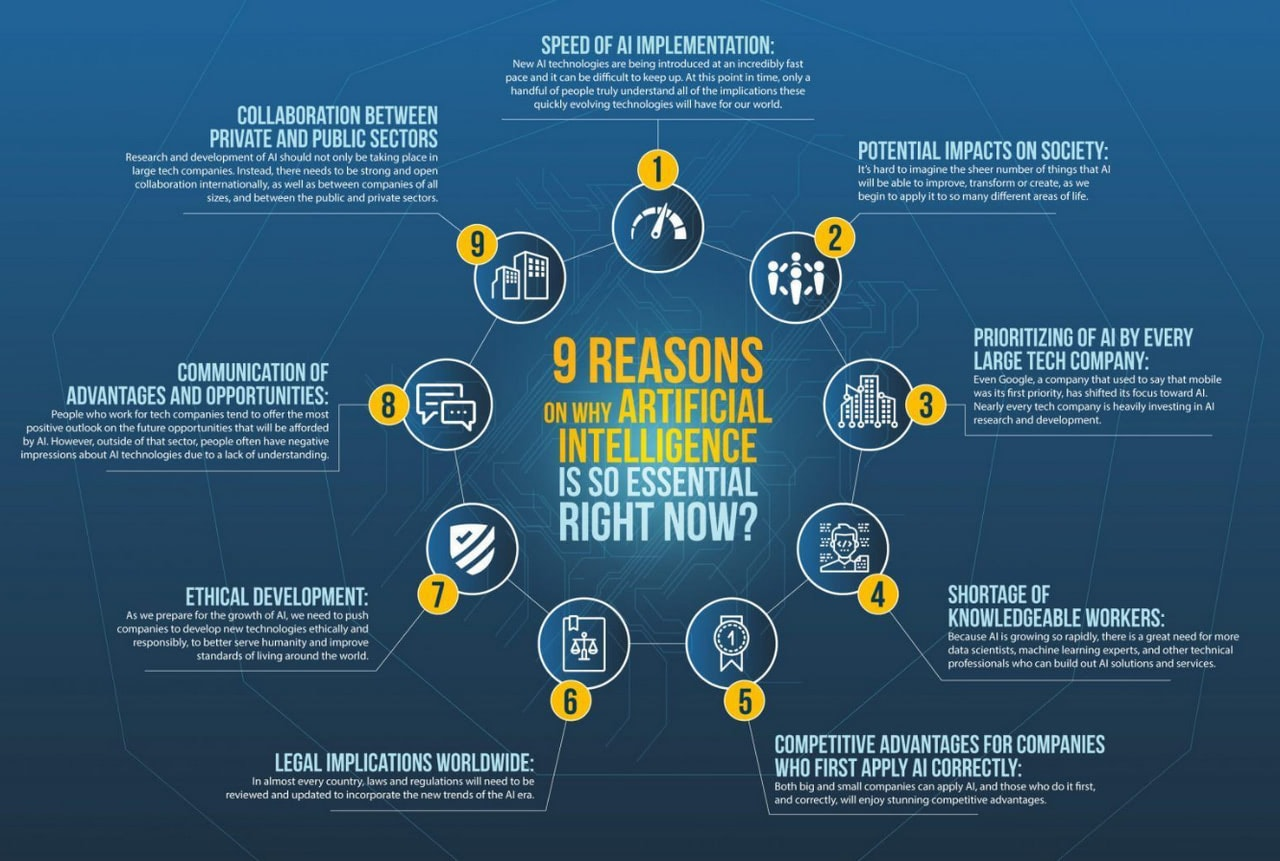 SPEED OF AI IMPLEMENTATION:
New AI technologies are being introduced at an incredibly fast
pace and it can be difficult to keep up. At this point in time, only a
handful of people truly understand all of the implications these
quickly evolving technologies will have for our world.
1
POTENTIAL IMPACTS ON SOCIETY:
It's hard to imagine the sheer number of things that AI
will be able to improve, transform or create, as we
begin to apply it to so many different areas of life.
2
PRIORITIZING OF AI BY EVERY
LARGE TECH COMPANY:
Even Google, a company that used to say that mobile
was its first priority, has shifted its focus toward AI.
Nearly every tech company is heavily investing in AI
research and development.
3
SHORTAGE OF
KNOWLEDGEABLE WORKERS:
Because AI is growing so rapidly, there is a great need for more
data scientists, machine learning experts, and other technical
professionals who can build out AI solutions and services.
4
COMPETITIVE ADVANTAGES FOR COMPANIES
WHO FIRST APPLY AI CORRECTLY:
Both big and small companies can apply AI, and those who do it first,
and correctly, will enjoy stunning competitive advantages.
1
5
LEGAL IMPLICATIONS WORLDWIDE:
In almost every country, laws and regulations will need to be
reviewed and updated to incorporate the new trends of the AI era.
6
ETHICAL DEVELOPMENT:
As we prepare for the growth of AI, we need to push
companies to develop new technologies ethically and
responsibly, to better serve humanity and improve
standards of living around the world.
7
COMMUNICATION OF
ADVANTAGES AND OPPORTUNITIES:
People who work for tech companies tend to offer the most
positive outlook on the future opportunities that will be afforded
by AI. However, outside of that sector, people often have negative
impressions about AI technologies due to a lack of understanding.
8
COLLABORATION BETWEEN
PRIVATE AND PUBLIC SECTORS
Research and development of AI should not only be taking place in
large tech companies. Instead, there needs to be strong and open
collaboration internationally, as well as between companies of all
sizes, and between the public and private sectors.
9
9 REASONS
ON WHY ARTIFICIAL
INTELLIGENCE
IS SO ESSENTIAL
RIGHT NOW?